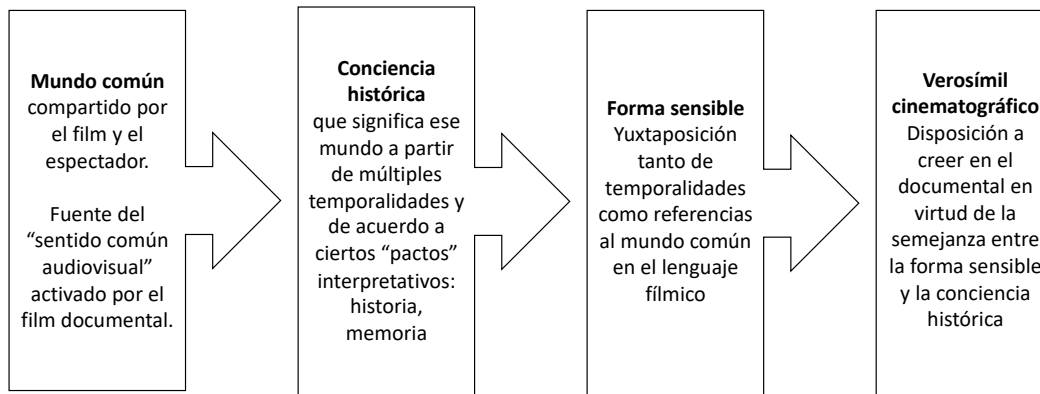 Mundo común
compartido por
el film y el
espectador.
Fuente del
“sentido común
audiovisual”
activado por el
film documental.
Conciencia
histórica
que significa ese
mundo a partir
de múltiples
temporalidades y
de acuerdo a
ciertos “pactos”
interpretativos:
historia,
memoria
Forma sensible
Yuxtaposición
tanto de
temporalidades
como referencias
al mundo común
en el lenguaje
fílmico
Verosímil
cinematográfico
Disposición a
creer en el
documental en
virtud de la
semejanza entre
la forma sensible
y la conciencia
histórica